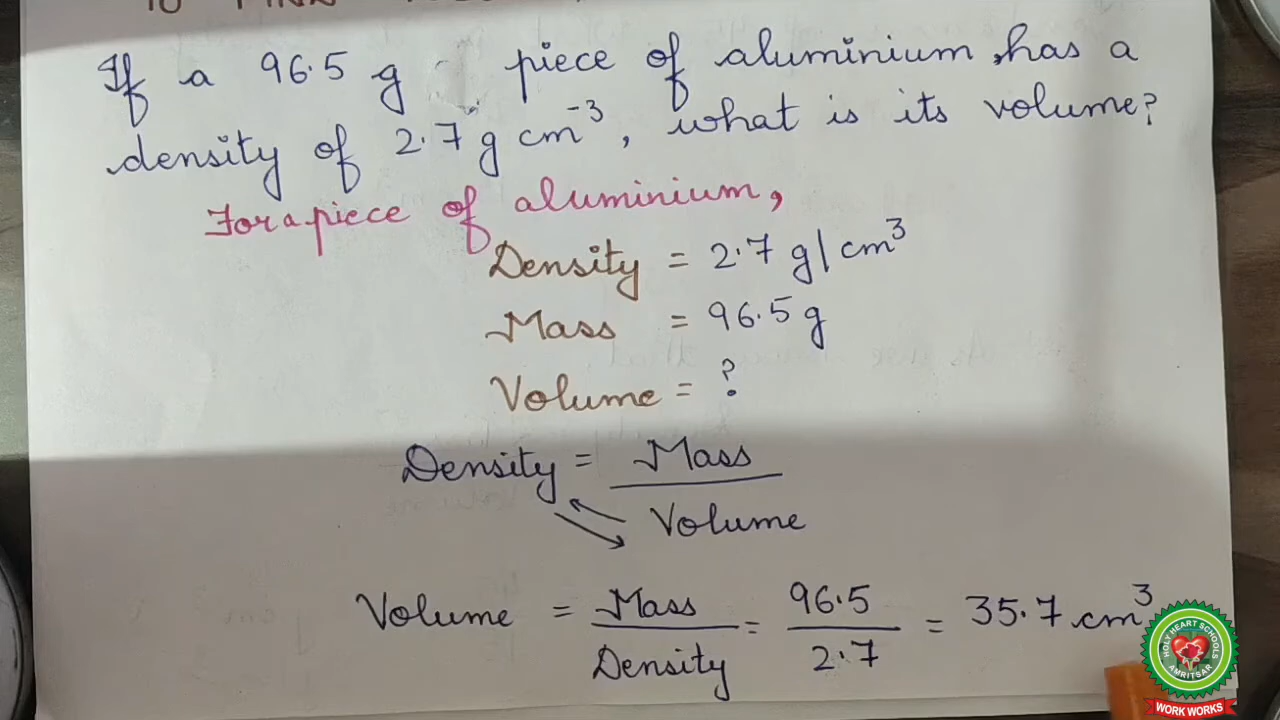 If a 96.5 g piece of aluminium has a
density of 2.7 g cm⁻³, what is its volume?
For a piece of aluminium,
Density = 2.7 g/cm³
Mass = 96.5 g
Volume = ?
Density = Mass / Volume
Volume = Mass / Density = 96.5 / 2.7 = 35.7 cm³
HOLY HEART SCHOOLS
AMRITSAR
WORK WORKS